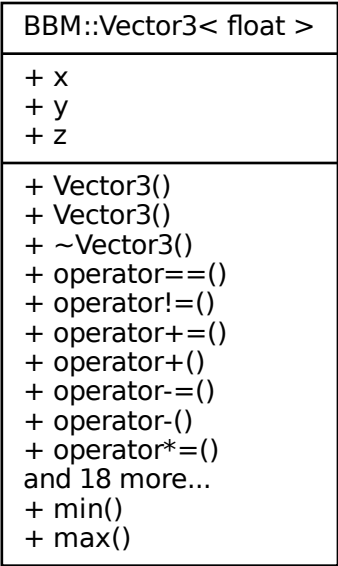 BBM::Vector3< float >
+ x
+ y
+ z
+ Vector3()
+ Vector3()
+ ~Vector3()
+ operator==()
+ operator!=()
+ operator+=()
+ operator+()
+ operator-=()
+ operator-()
+ operator*=()
and 18 more...
+ min()
+ max()